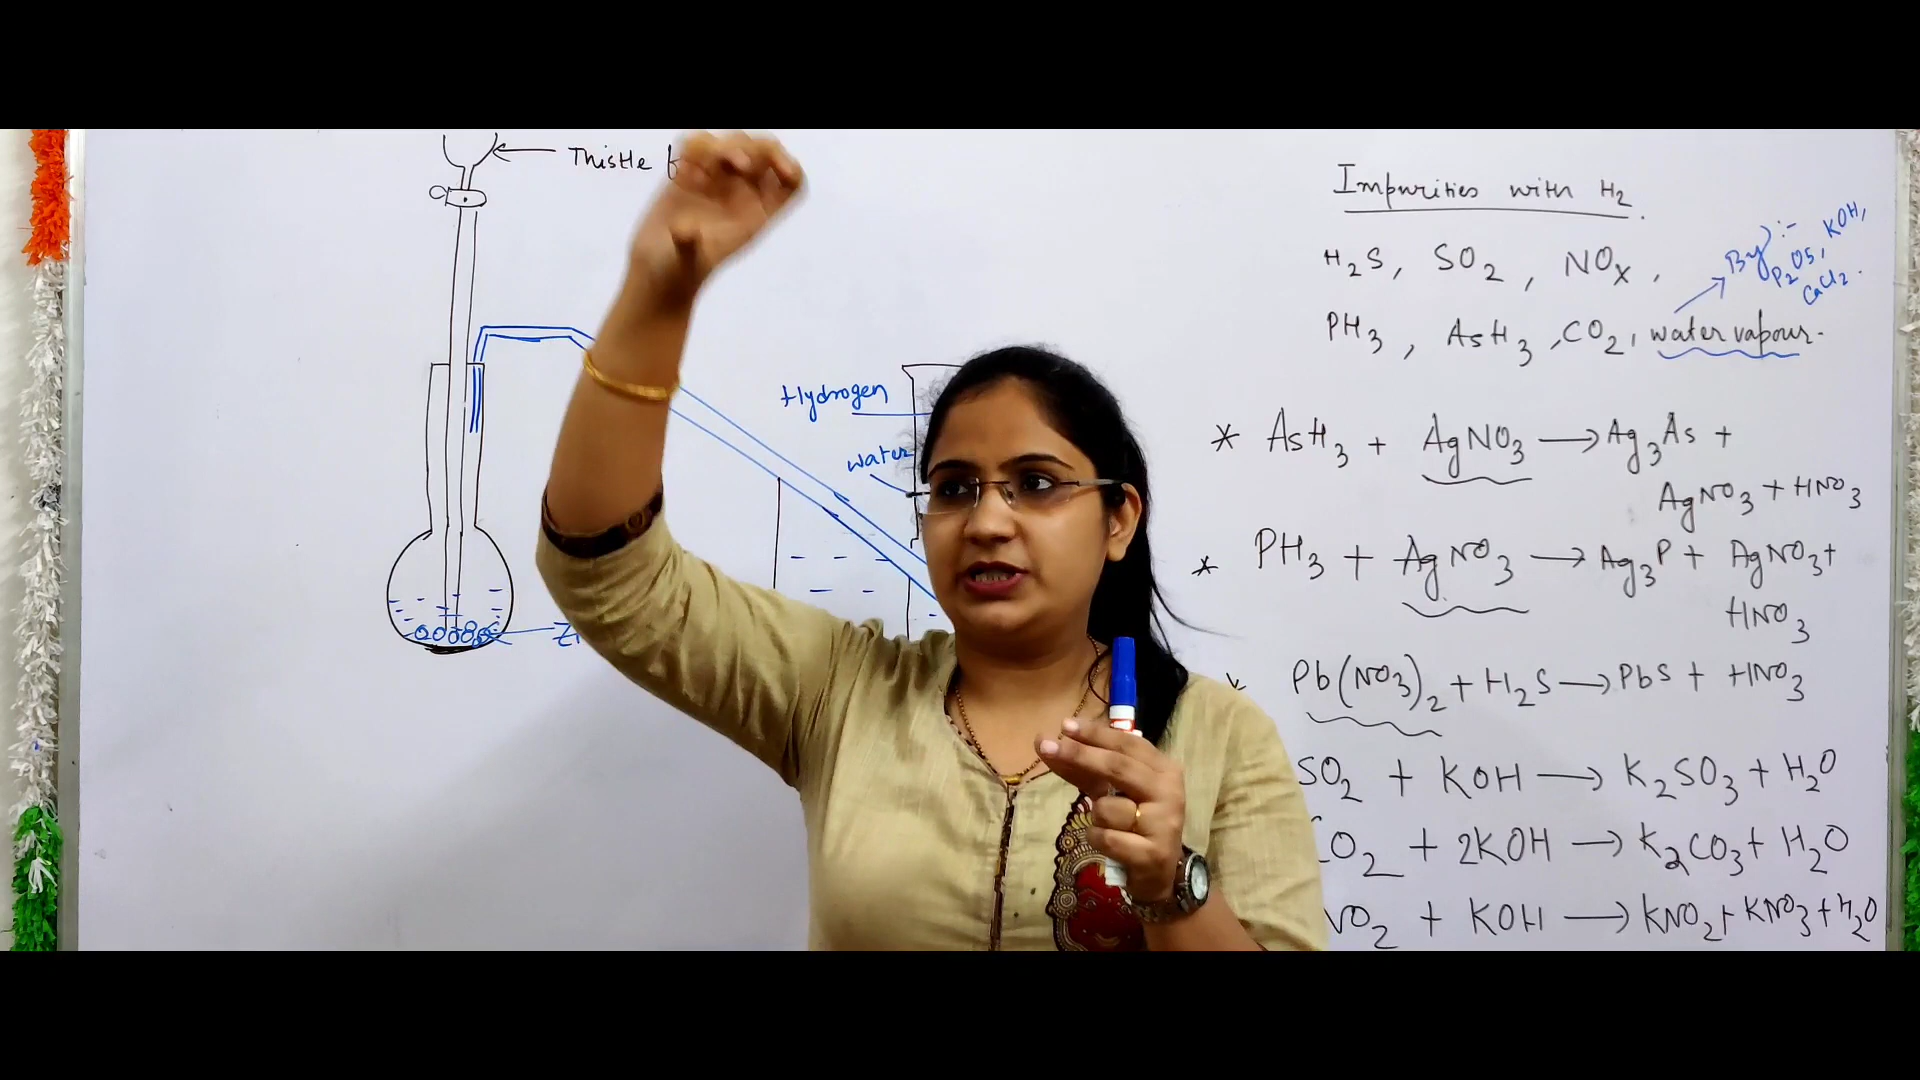 Thistle
Hydrogen
water
Impurities with H2.
H2S, SO2, NOx,
By :-
P2O5, KOH,
CaCl2.
PH3, AsH3, CO2, water vapour.
* AsH3 + AgNO3 → Ag3As +
AgNO3 + HNO3
* PH3 + AgNO3 → Ag3P + AgNO3 +
HNO3
Pb(NO3)2 + H2S → PbS + HNO3
SO2 + KOH → K2SO3 + H2O
CO2 + 2KOH → K2CO3 + H2O
NO2 + KOH → KNO2 + KNO3 + H2O